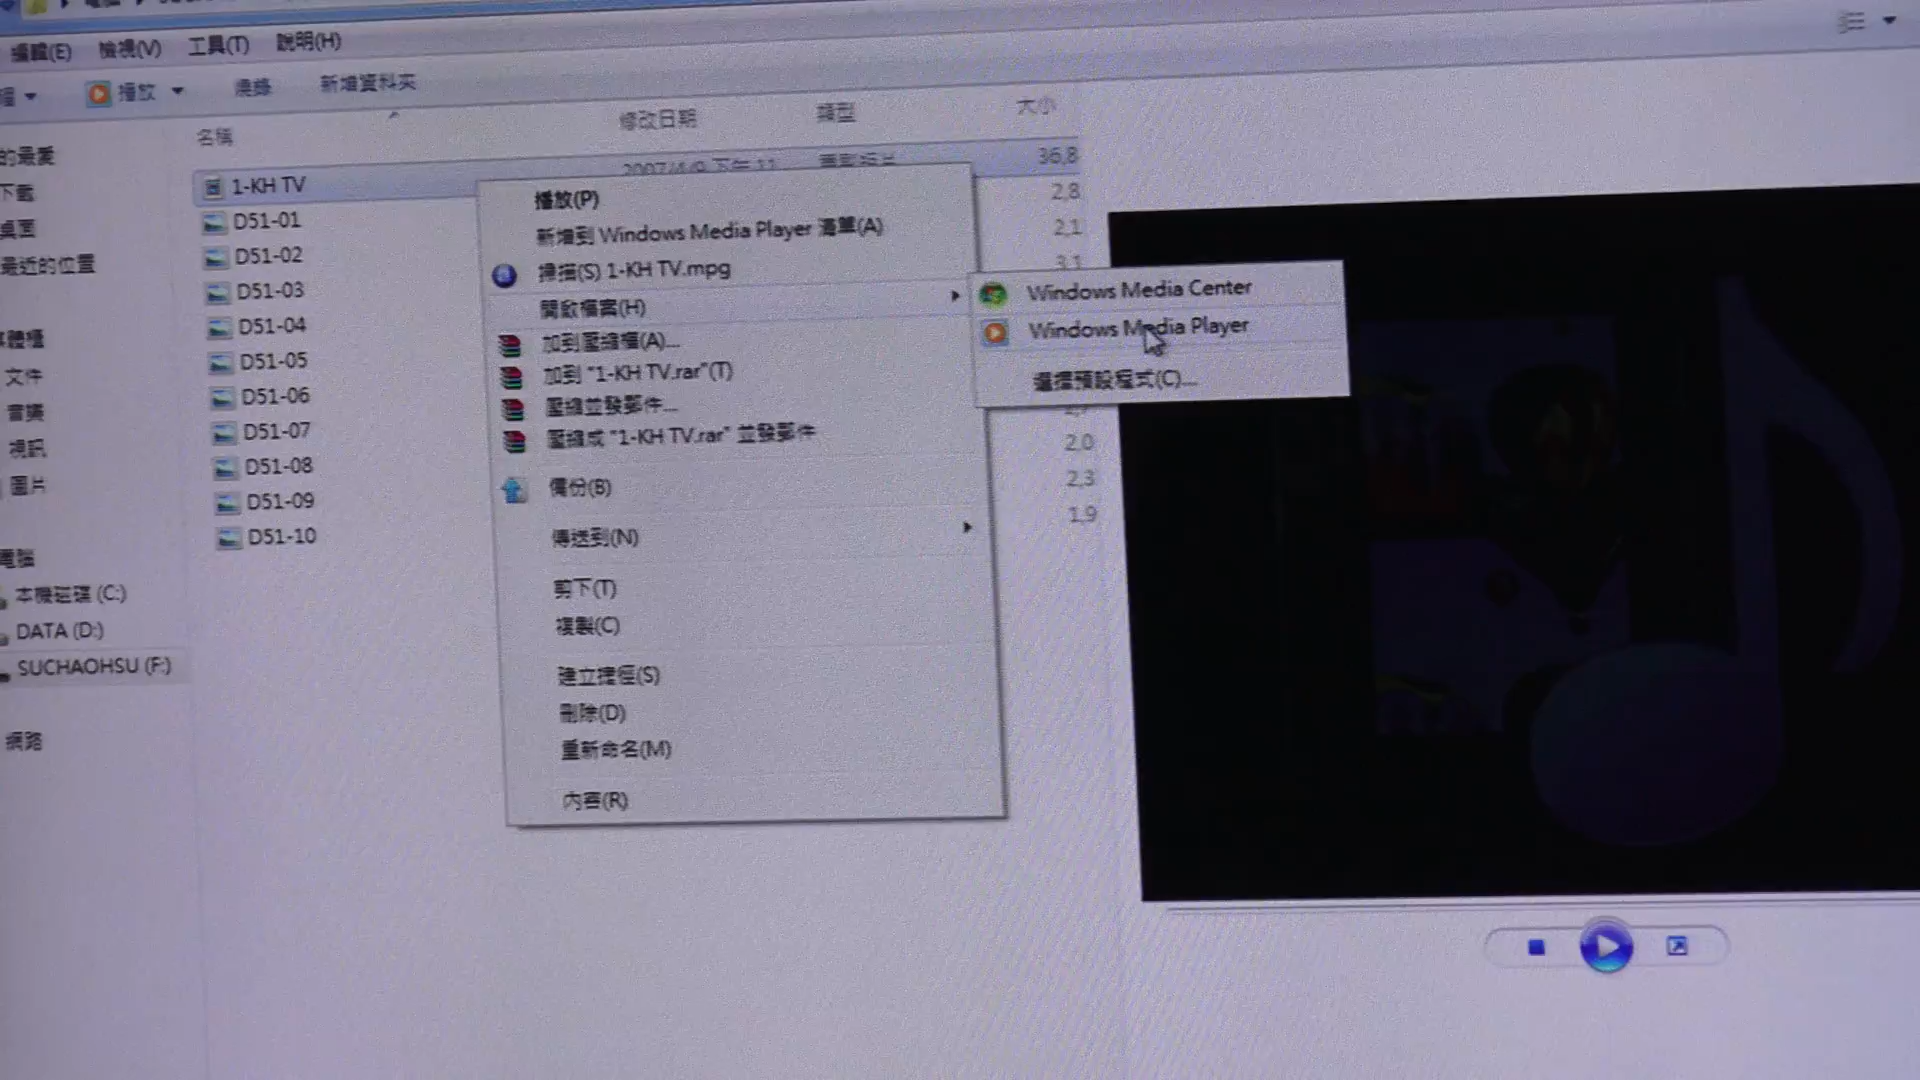 編輯(E) 檢視(V) 工具(T) 說明(H)
播放 燒錄 新增資料夾
名稱 修改日期 類型 大小
的最愛
下載
桌面
最近的位置
體櫃
文件
音樂
視訊
圖片
電腦
本機磁碟 (C:)
DATA (D:)
SUCHAOHSU (F:)
網路
1-KH TV
D51-01
D51-02
D51-03
D51-04
D51-05
D51-06
D51-07
D51-08
D51-09
D51-10
36,8
2,8
2,1
3,1
2,0
2,3
1,9
播放(P)
新增到 Windows Media Player 清單(A)
掃描(S) 1-KH TV.mpg
開啟檔案(H)
加到壓縮檔(A)...
加到 "1-KH TV.rar"(T)
壓縮並發郵件...
壓縮成 "1-KH TV.rar" 並發郵件
備份(B)
傳送到(N)
剪下(T)
複製(C)
建立捷徑(S)
刪除(D)
重新命名(M)
內容(R)
Windows Media Center
Windows Media Player
選擇預設程式(C)...